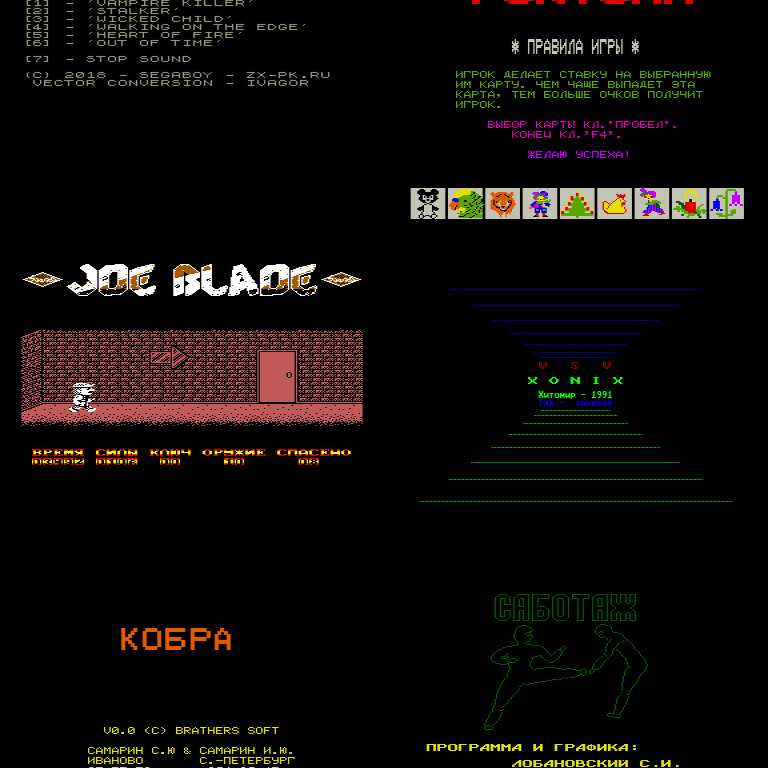 [1] - 'VAMPIRE KILLER'
[2] - 'STALKER'
[3] - 'WICKED CHILD'
[4] - 'WALKING ON THE EDGE'
[5] - 'HEART OF FIRE'
[6] - 'OUT OF TIME'
[7] - STOP SOUND
(C) 2018 - SEGABOY - ZX-PK.RU
VECTOR CONVERSION - IVAGOR
* ПРАВИЛА ИГРЫ *
ИГРОК ДЕЛАЕТ СТАВКУ НА ВЫБРАННУЮ
ИМ КАРТУ. ЧЕМ ЧАЩЕ ВЫПАДЕТ ЭТА
КАРТА, ТЕМ БОЛЬШЕ ОЧКОВ ПОЛУЧИТ
ИГРОК.
ВЫБОР КАРТЫ КЛ.'ПРОБЕЛ'.
КОНЕЦ КЛ.'F4'.
ЖЕЛАЮ УСПЕХА!
JOE BLADE
ВРЕМЯ СИЛЫ КЛЮЧ ОРУЖИЕ СПАСЕНО
V S V
X O N I X
Житомир - 1991
Tab - inverse
КОБРА
V0.0 (C) BRATHERS SOFT
САМАРИН С.Ю & САМАРИН И.Ю.
ИВАНОВО С.-ПЕТЕРБУРГ
САБОТАЖ
ПРОГРАММА И ГРАФИКА:
ЛОБАНОВСКИЙ С.И.